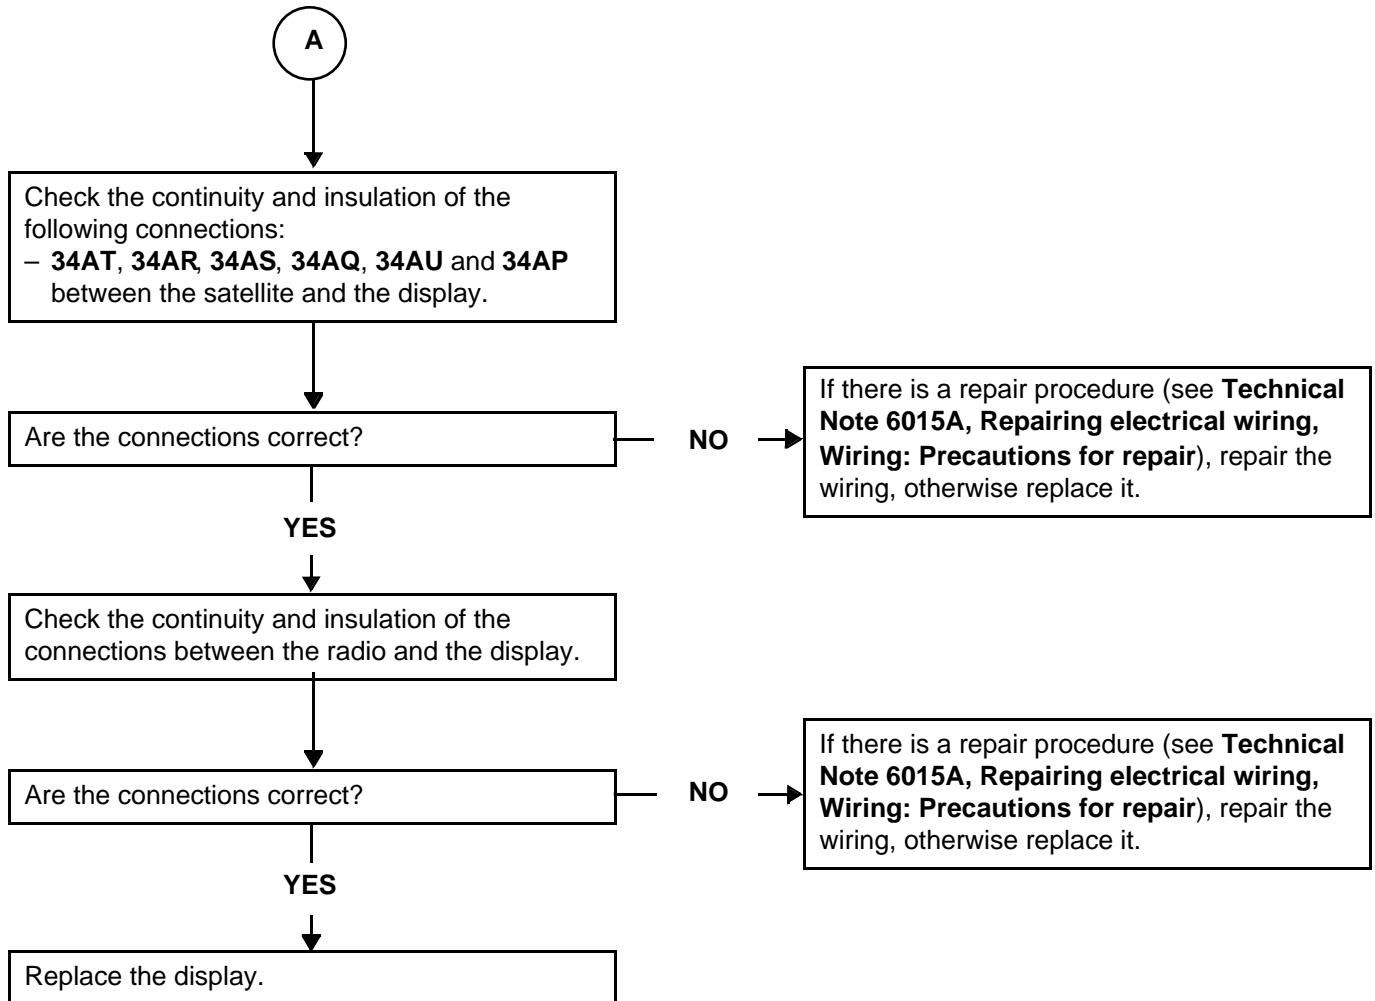 A
Check the continuity and insulation of the
following connections:
– 34AT, 34AR, 34AS, 34AQ, 34AU and 34AP
between the satellite and the display.
Are the connections correct?
NO
If there is a repair procedure (see Technical
Note 6015A, Repairing electrical wiring,
Wiring: Precautions for repair), repair the
wiring, otherwise replace it.
YES
Check the continuity and insulation of the
connections between the radio and the display.
Are the connections correct?
NO
If there is a repair procedure (see Technical
Note 6015A, Repairing electrical wiring,
Wiring: Precautions for repair), repair the
wiring, otherwise replace it.
YES
Replace the display.